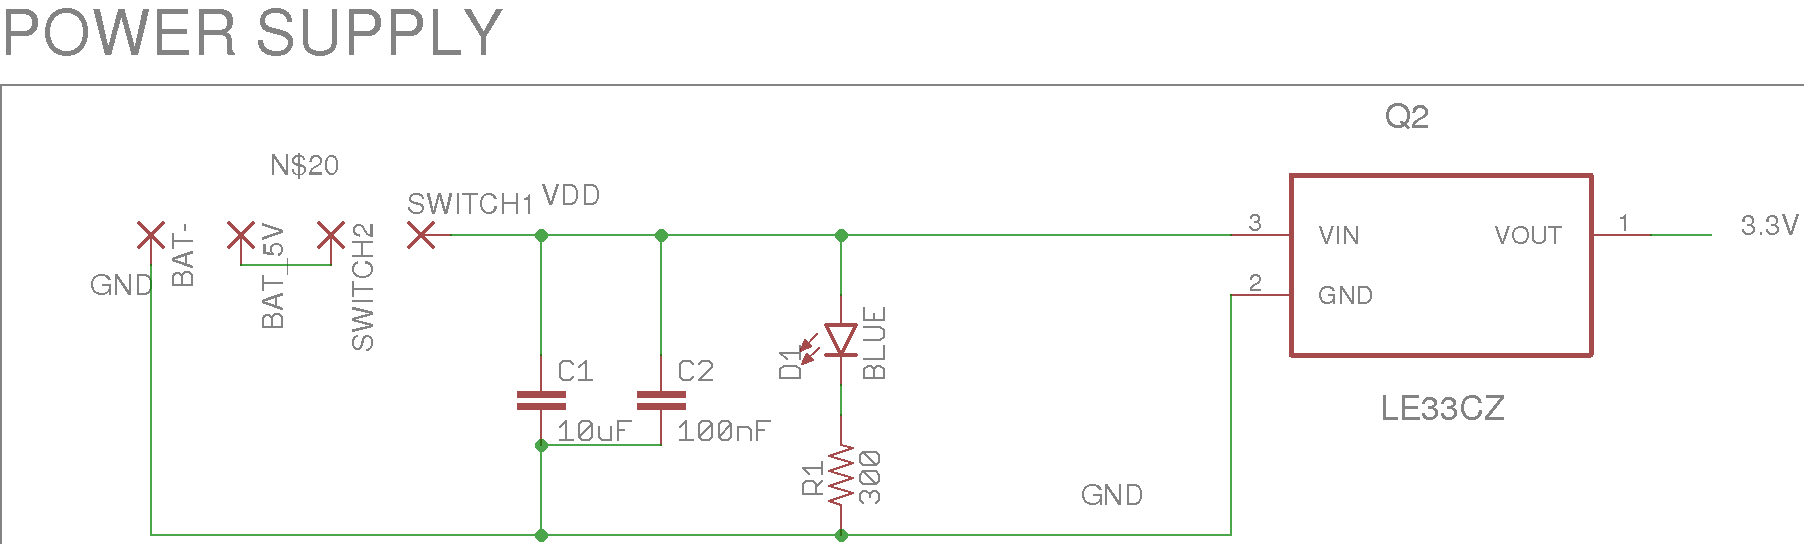 POWER SUPPLY
Q2
N$20
SWITCH1
VDD
BAT-
BAT_5V
SWITCH2
GND
3
VIN
VOUT
1
3.3V
2
GND
D1
BLUE
C1
10uF
C2
100nF
LE33CZ
R1
300
GND